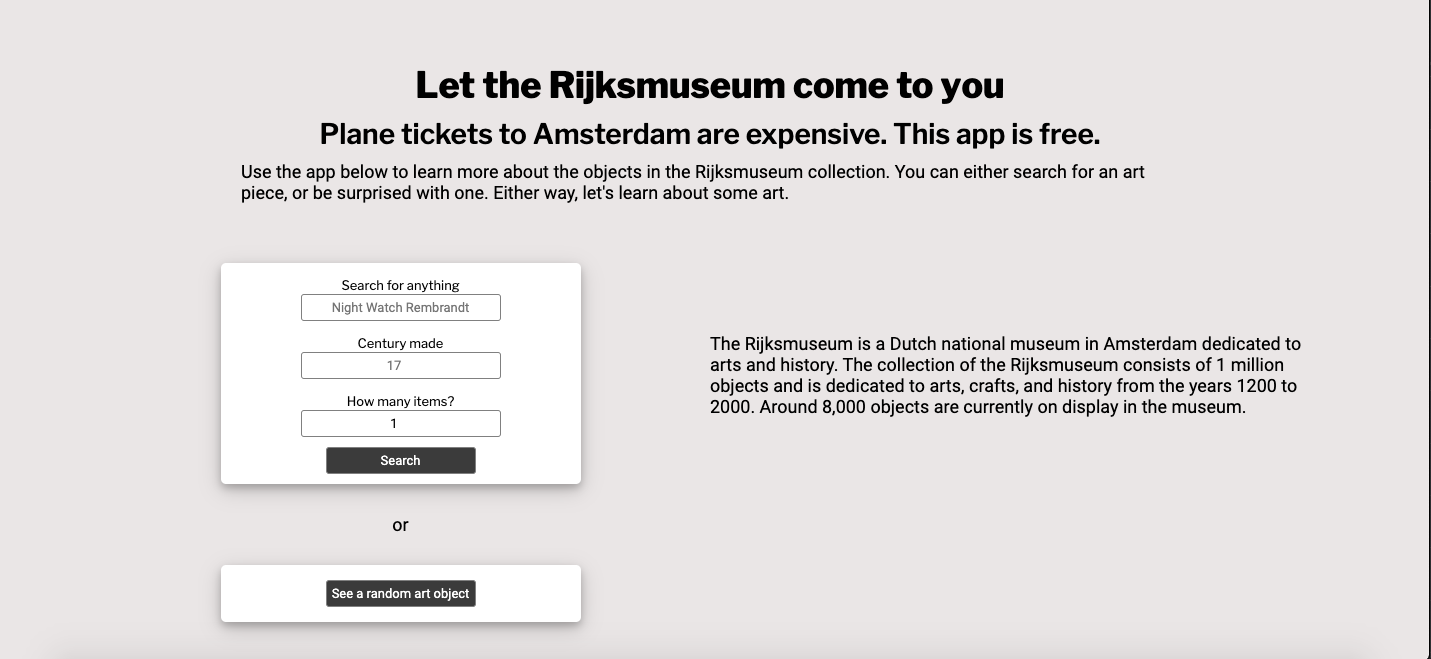 Let the Rijksmuseum come to you
Plane tickets to Amsterdam are expensive. This app is free.
Use the app below to learn more about the objects in the Rijksmuseum collection. You can either search for an art
piece, or be surprised with one. Either way, let's learn about some art.
Search for anything
Night Watch Rembrandt
Century made
17
How many items?
1
Search
or
See a random art object
The Rijksmuseum is a Dutch national museum in Amsterdam dedicated to
arts and history. The collection of the Rijksmuseum consists of 1 million
objects and is dedicated to arts, crafts, and history from the years 1200 to
2000. Around 8,000 objects are currently on display in the museum.